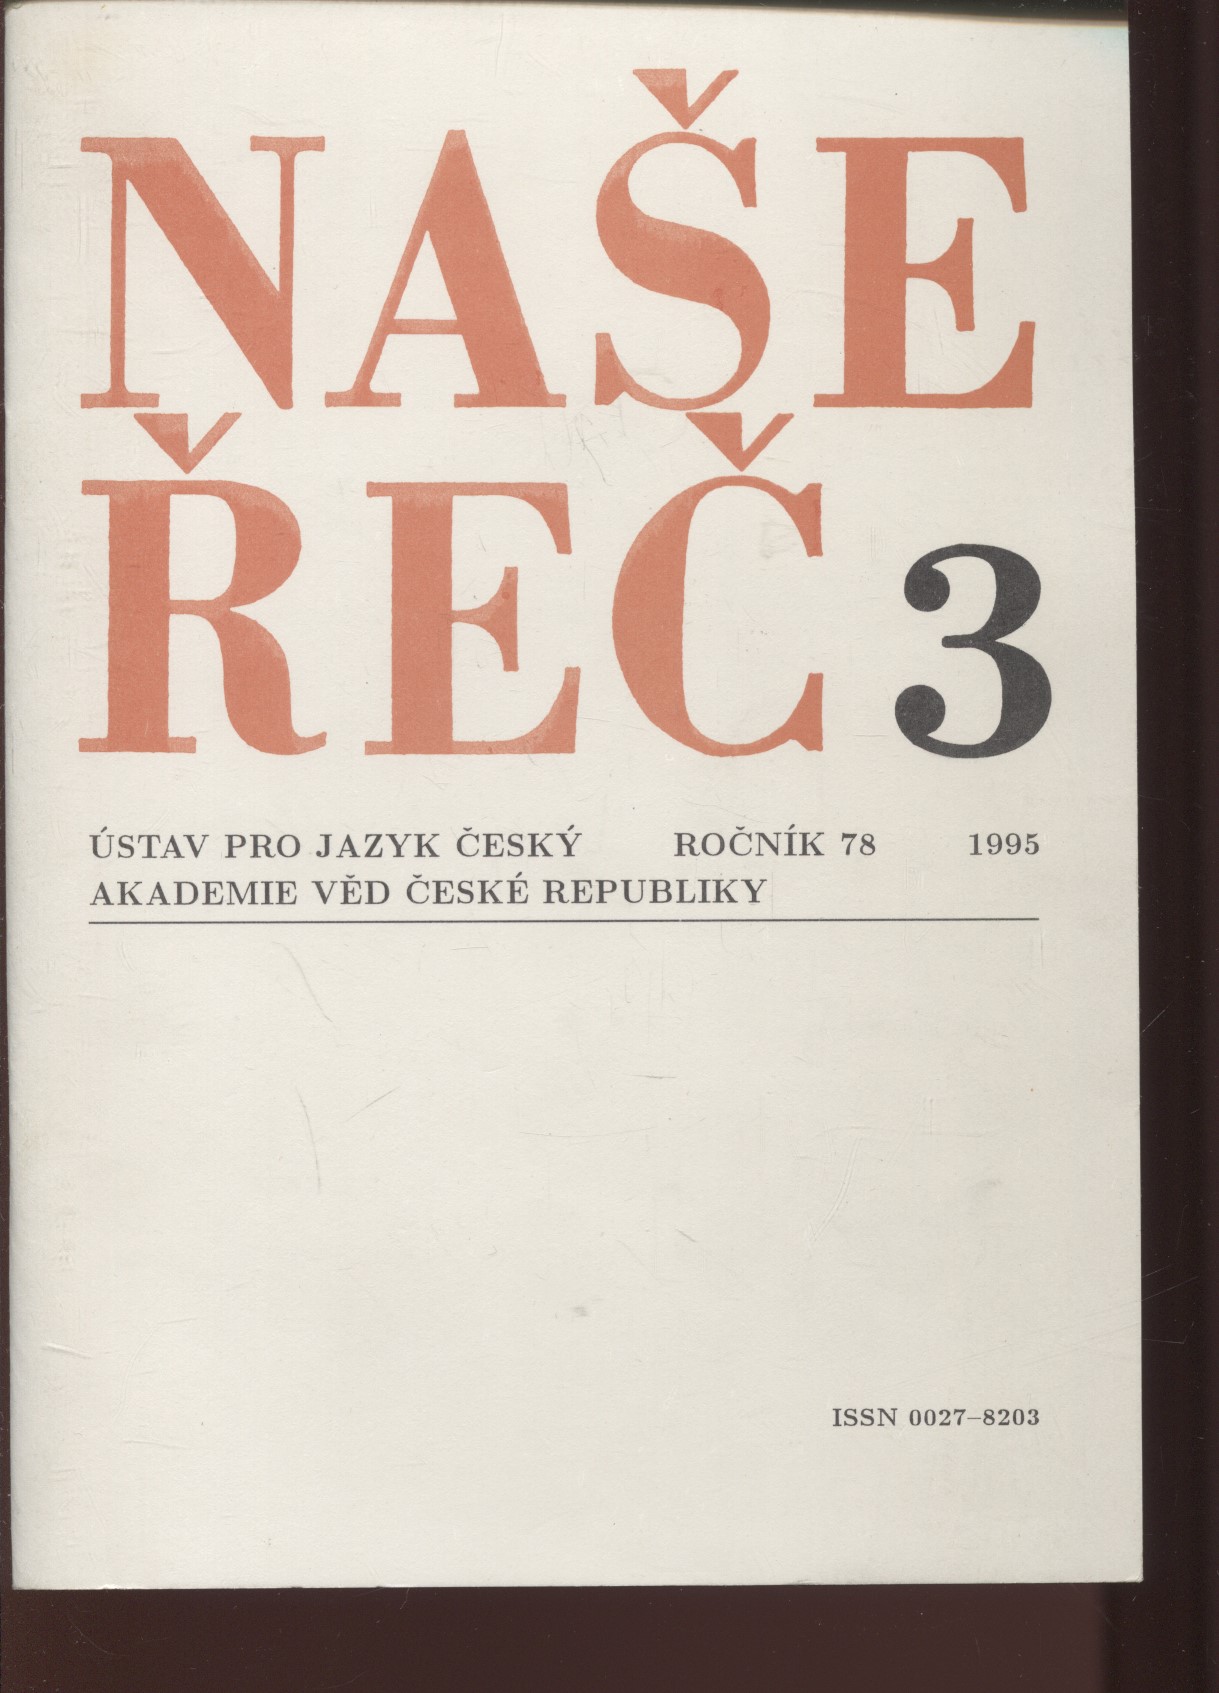 NAŠE
ŘEČ 3
ÚSTAV PRO JAZYK ČESKÝ ROČNÍK 78 1995
AKADEMIE VĚD ČESKÉ REPUBLIKY
ISSN 0027–8203